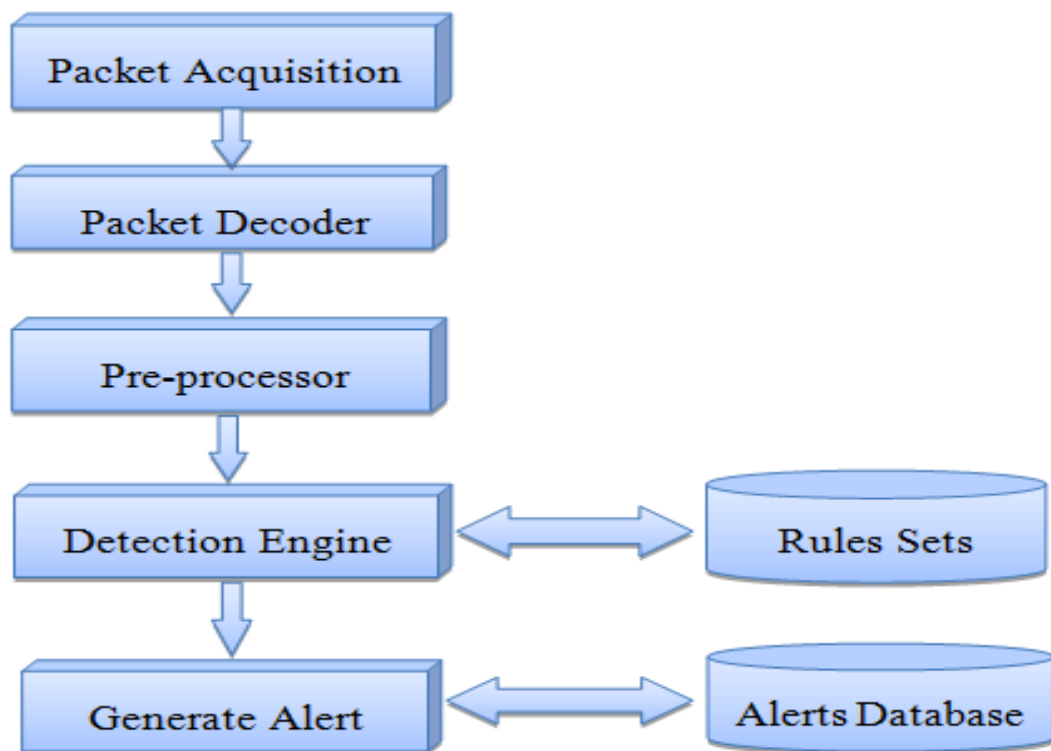 Packet Acquisition
Packet Decoder
Pre-processor
Detection Engine
Rules Sets
Generate Alert
Alerts Database